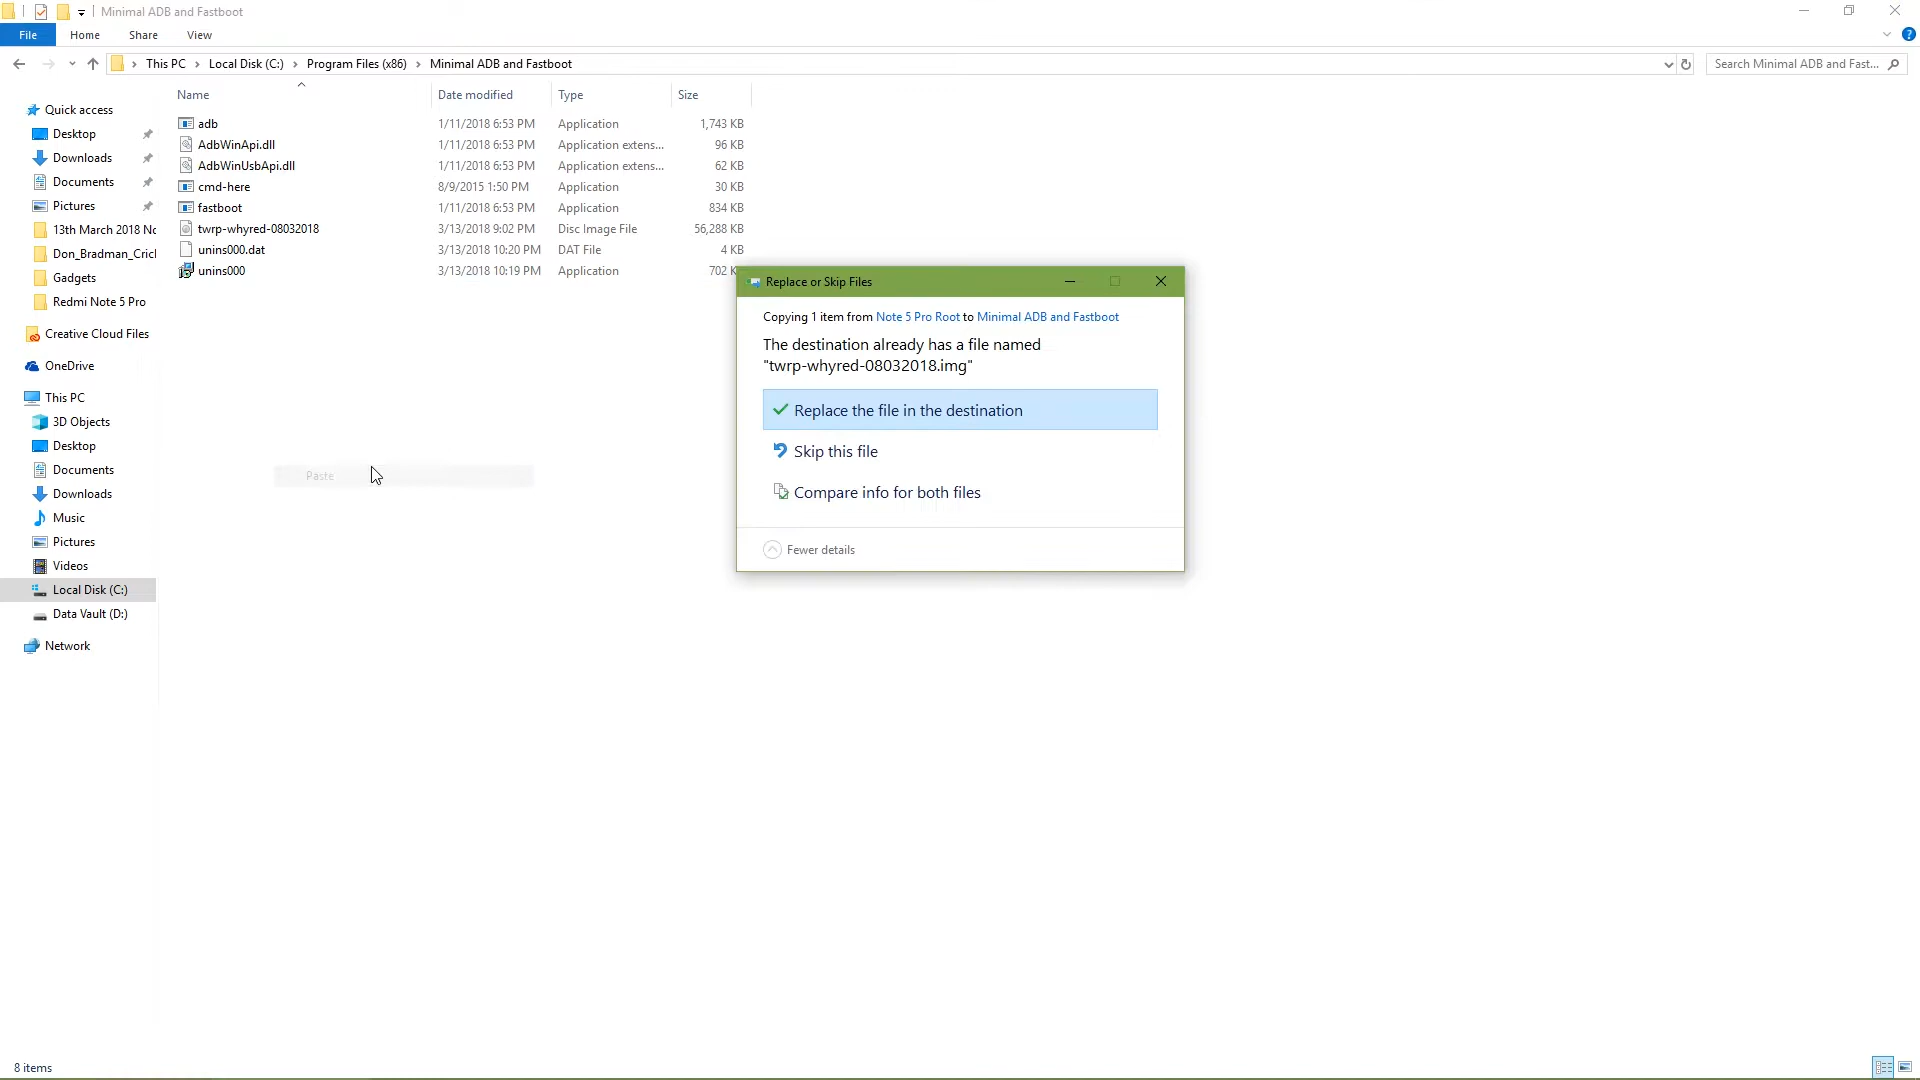 Minimal ADB and Fastboot
File Home Share View
This PC Local Disk (C:) Program Files (x86) Minimal ADB and Fastboot
Search Minimal ADB and Fast...
Name Date modified Type Size
adb 1/11/2018 6:53 PM Application 1,743 KB
AdbWinApi.dll 1/11/2018 6:53 PM Application extens... 96 KB
AdbWinUsbApi.dll 1/11/2018 6:53 PM Application extens... 62 KB
cmd-here 8/9/2015 1:50 PM Application 30 KB
fastboot 1/11/2018 6:53 PM Application 834 KB
twrp-whyred-08032018 3/13/2018 9:02 PM Disc Image File 56,288 KB
unins000.dat 3/13/2018 10:20 PM DAT File 4 KB
unins000 3/13/2018 10:19 PM Application 702 K
Quick access
Desktop
Downloads
Documents
Pictures
13th March 2018 No
Don_Bradman_Cric
Gadgets
Redmi Note 5 Pro
Creative Cloud Files
OneDrive
This PC
3D Objects
Desktop
Documents
Downloads
Music
Pictures
Videos
Local Disk (C:)
Data Vault (D:)
Network
Paste
Replace or Skip Files
Copying 1 item from Note 5 Pro Root to Minimal ADB and Fastboot
The destination already has a file named
"twrp-whyred-08032018.img"
Replace the file in the destination
Skip this file
Compare info for both files
Fewer details
8 items